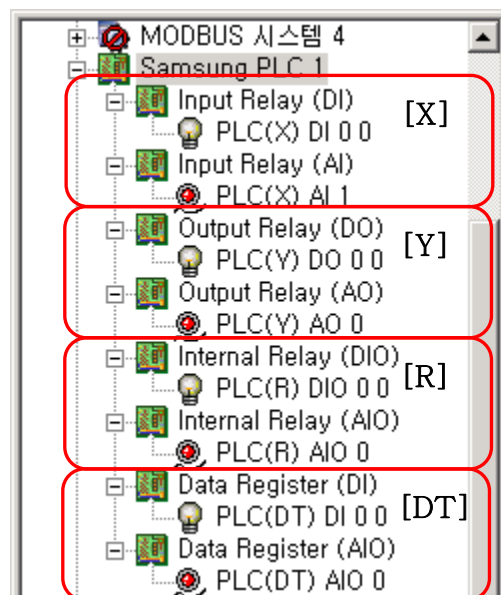 MODBUS 시스템 4
Samsung PLC 1
Input Relay (DI) [X]
PLC(X) DI 0 0
Input Relay (AI)
PLC(X) AI 1
Output Relay (DO) [Y]
PLC(Y) DO 0 0
Output Relay (AO)
PLC(Y) AO 0
Internal Relay (DIO) [R]
PLC(R) DIO 0 0
Internal Relay (AIO)
PLC(R) AIO 0
Data Register (DI) [DT]
PLC(DT) DI 0 0
Data Register (AIO)
PLC(DT) AIO 0